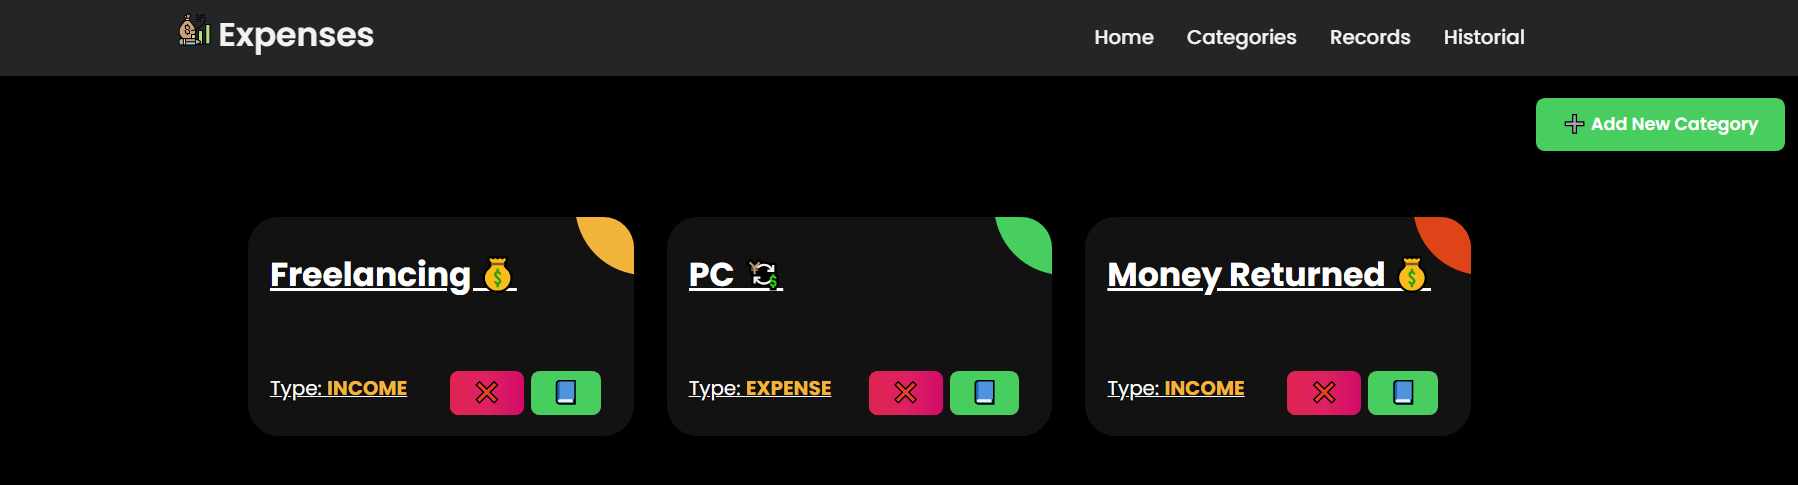 Expenses
Home Categories Records Historial
Add New Category
Freelancing
PC
Money Returned
Type: INCOME
Type: EXPENSE
Type: INCOME